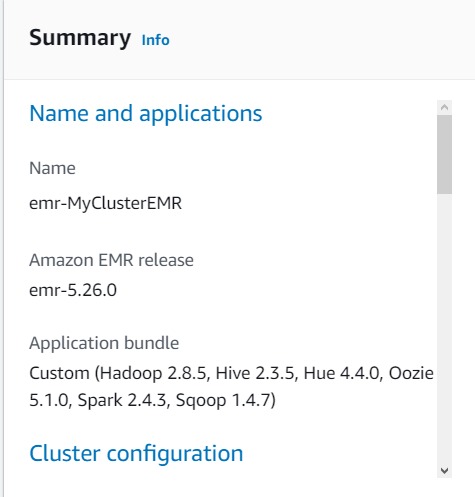 Summary Info
Name and applications
Name
emr-MyClusterEMR
Amazon EMR release
emr-5.26.0
Application bundle
Custom (Hadoop 2.8.5, Hive 2.3.5, Hue 4.4.0, Oozie
5.1.0, Spark 2.4.3, Sqoop 1.4.7)
Cluster configuration